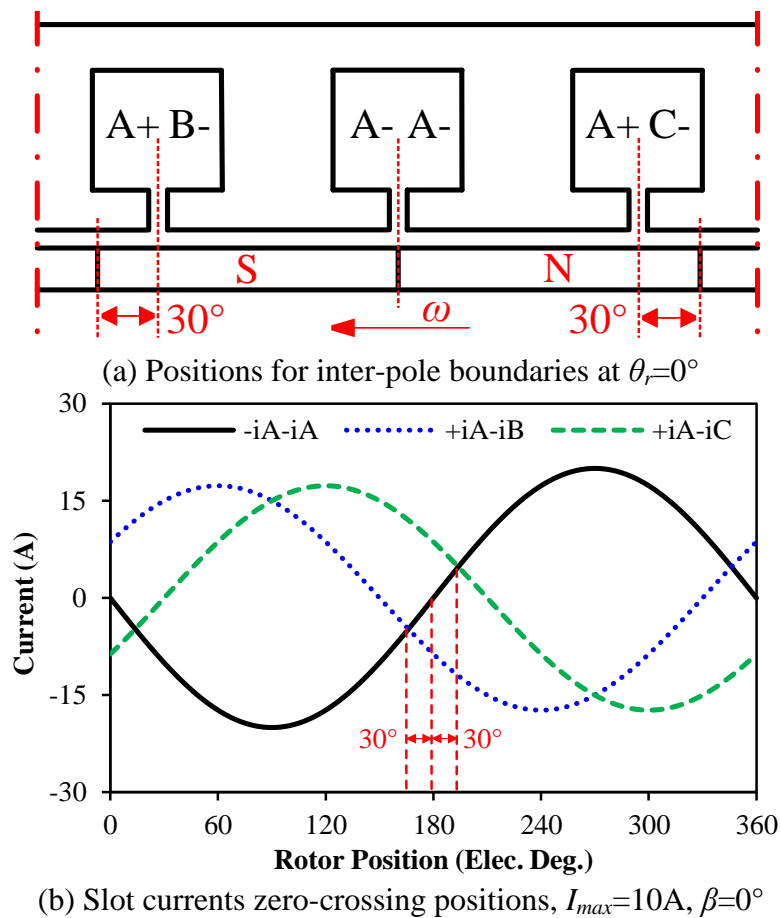 A+ B-
A- A-
A+ C-
S
N
30°
ω
30°
(a) Positions for inter-pole boundaries at θr=0°
30
-iA-iA
+iA-iB
+iA-iC
15
0
-15
-30
Current (A)
30°
30°
0
60
120
180
240
300
360
Rotor Position (Elec. Deg.)
(b) Slot currents zero-crossing positions, Imax=10A, β=0°